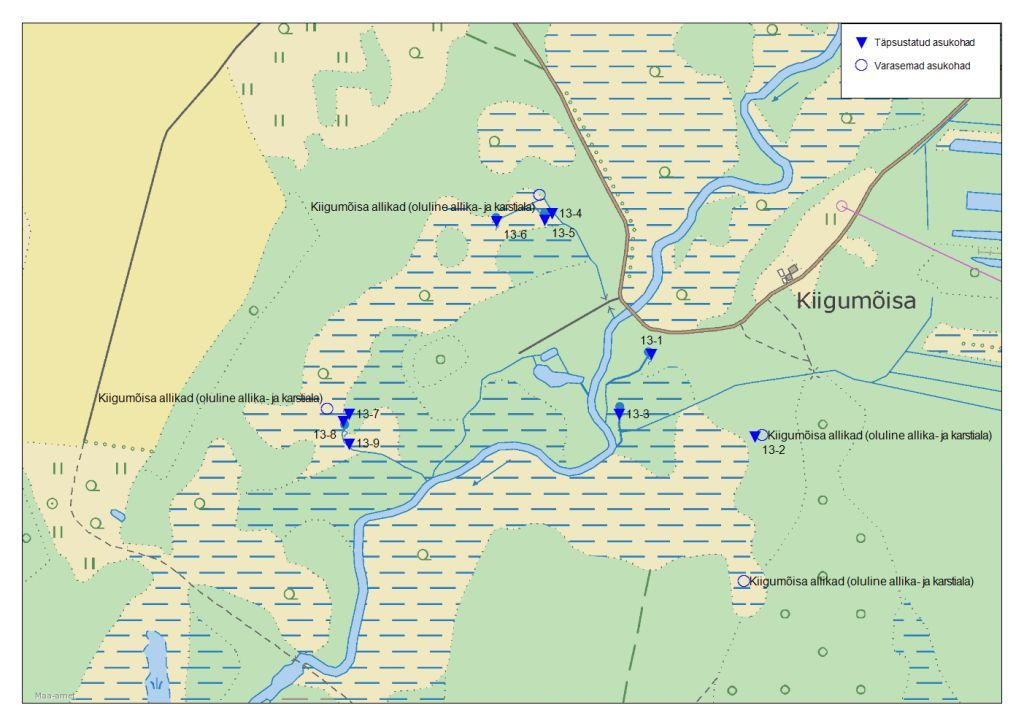 Täpsustatud asukohad
Varasemad asukohad
Kiigumõisa allikad (oluline allika- ja karstiala)
13-4
13-6
13-5
Kiigumõisa
13-1
Kiigumõisa allikad (oluline allika- ja karstiala)
13-7
13-3
13-8
Kiigumõisa allikad (oluline allika- ja karstiala)
13-9
13-2
Kiigumõisa allikad (oluline allika- ja karstiala)
Maa-amet